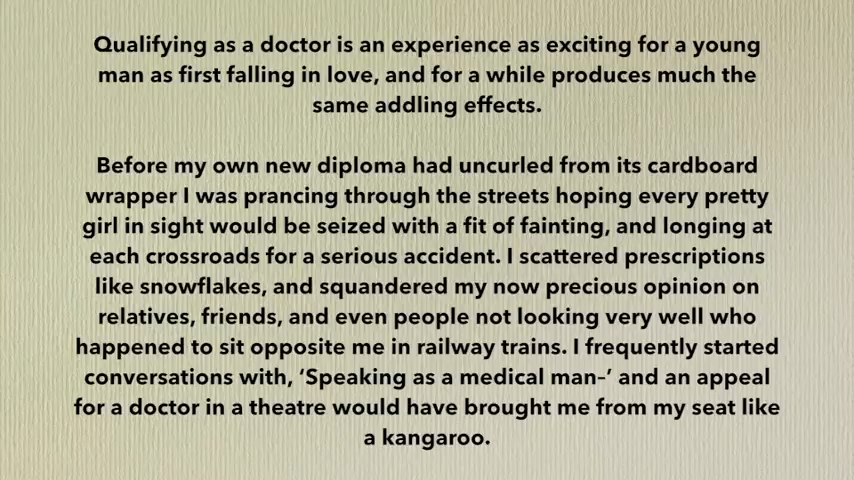 Qualifying as a doctor is an experience as exciting for a young
man as first falling in love, and for a while produces much the
same addling effects.
Before my own new diploma had uncurled from its cardboard
wrapper I was prancing through the streets hoping every pretty
girl in sight would be seized with a fit of fainting, and longing at
each crossroads for a serious accident. I scattered prescriptions
like snowflakes, and squandered my now precious opinion on
relatives, friends, and even people not looking very well who
happened to sit opposite me in railway trains. I frequently started
conversations with, ‘Speaking as a medical man–’ and an appeal
for a doctor in a theatre would have brought me from my seat like
a kangaroo.